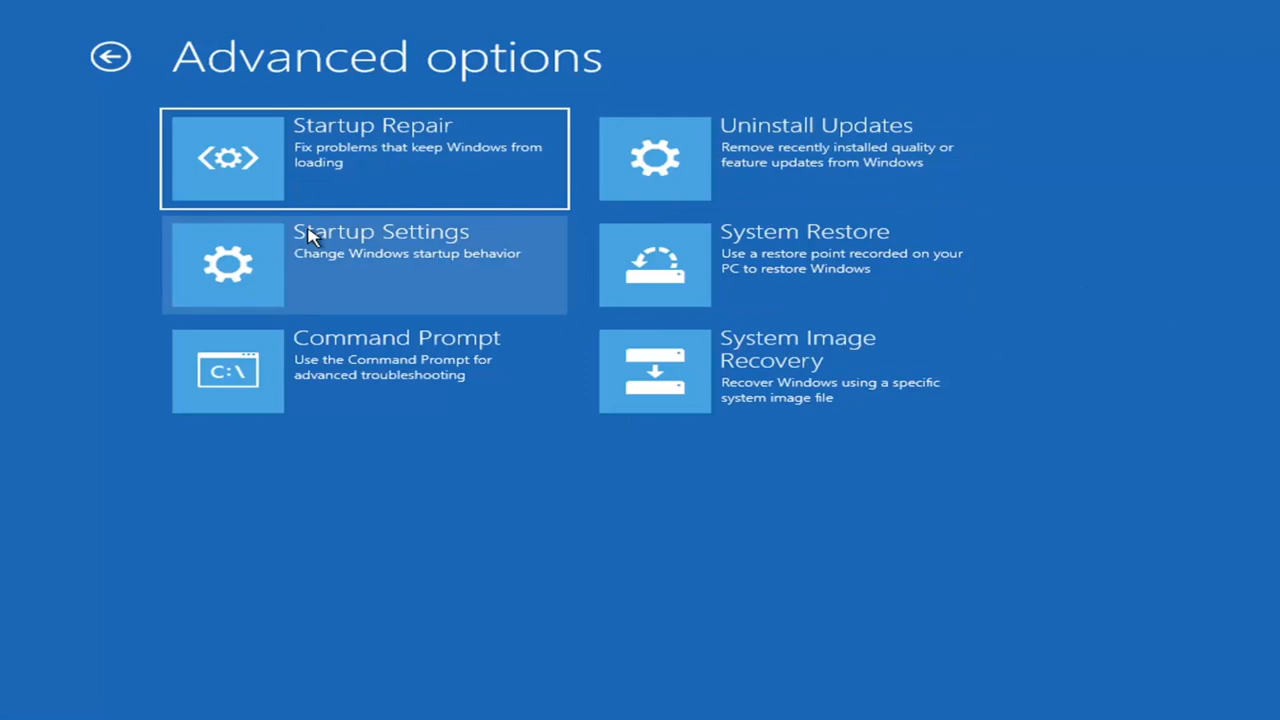 Advanced options
Startup Repair
Fix problems that keep Windows from
loading
Startup Settings
Change Windows startup behavior
C:\
Command Prompt
Use the Command Prompt for
advanced troubleshooting
Uninstall Updates
Remove recently installed quality or
feature updates from Windows
System Restore
Use a restore point recorded on your
PC to restore Windows
System Image
Recovery
Recover Windows using a specific
system image file